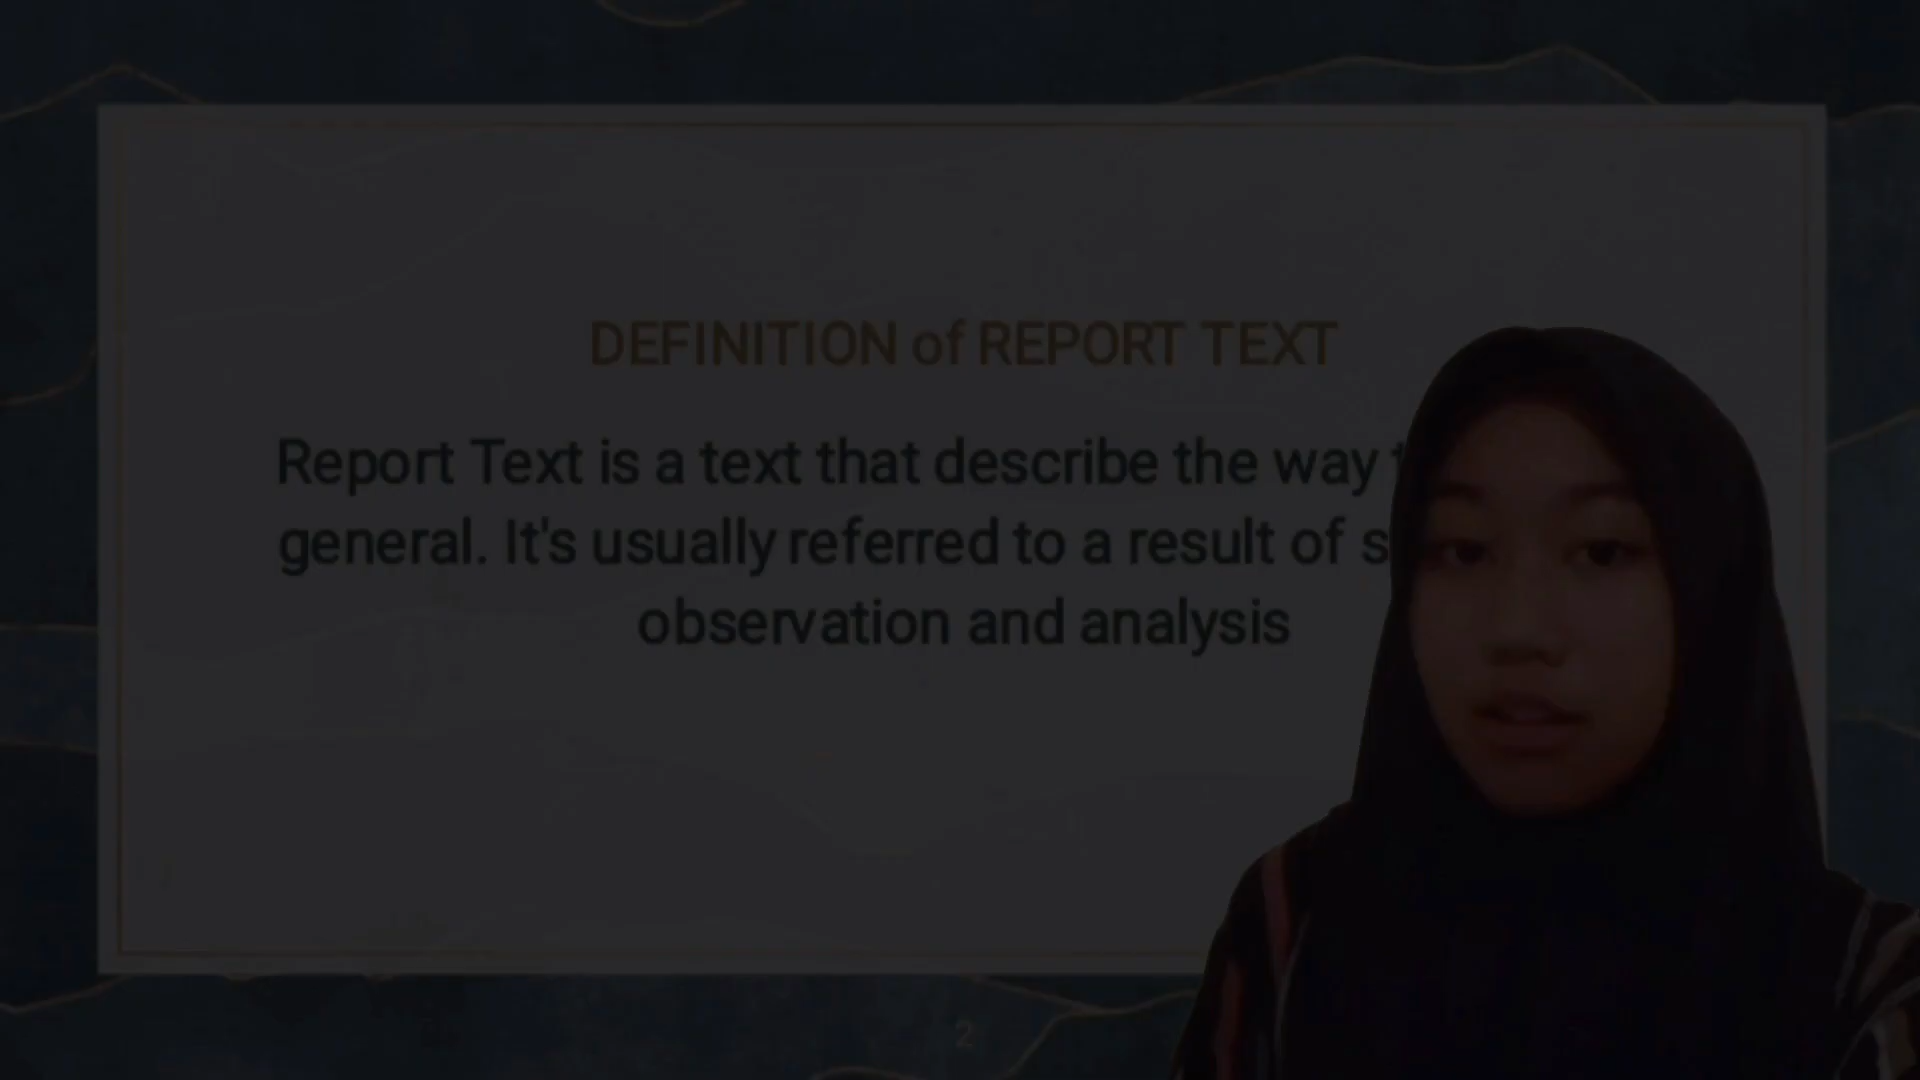 DEFINITION of REPORT TEXT
Report Text is a text that describe the way
general. It's usually referred to a result of
observation and analysis
2